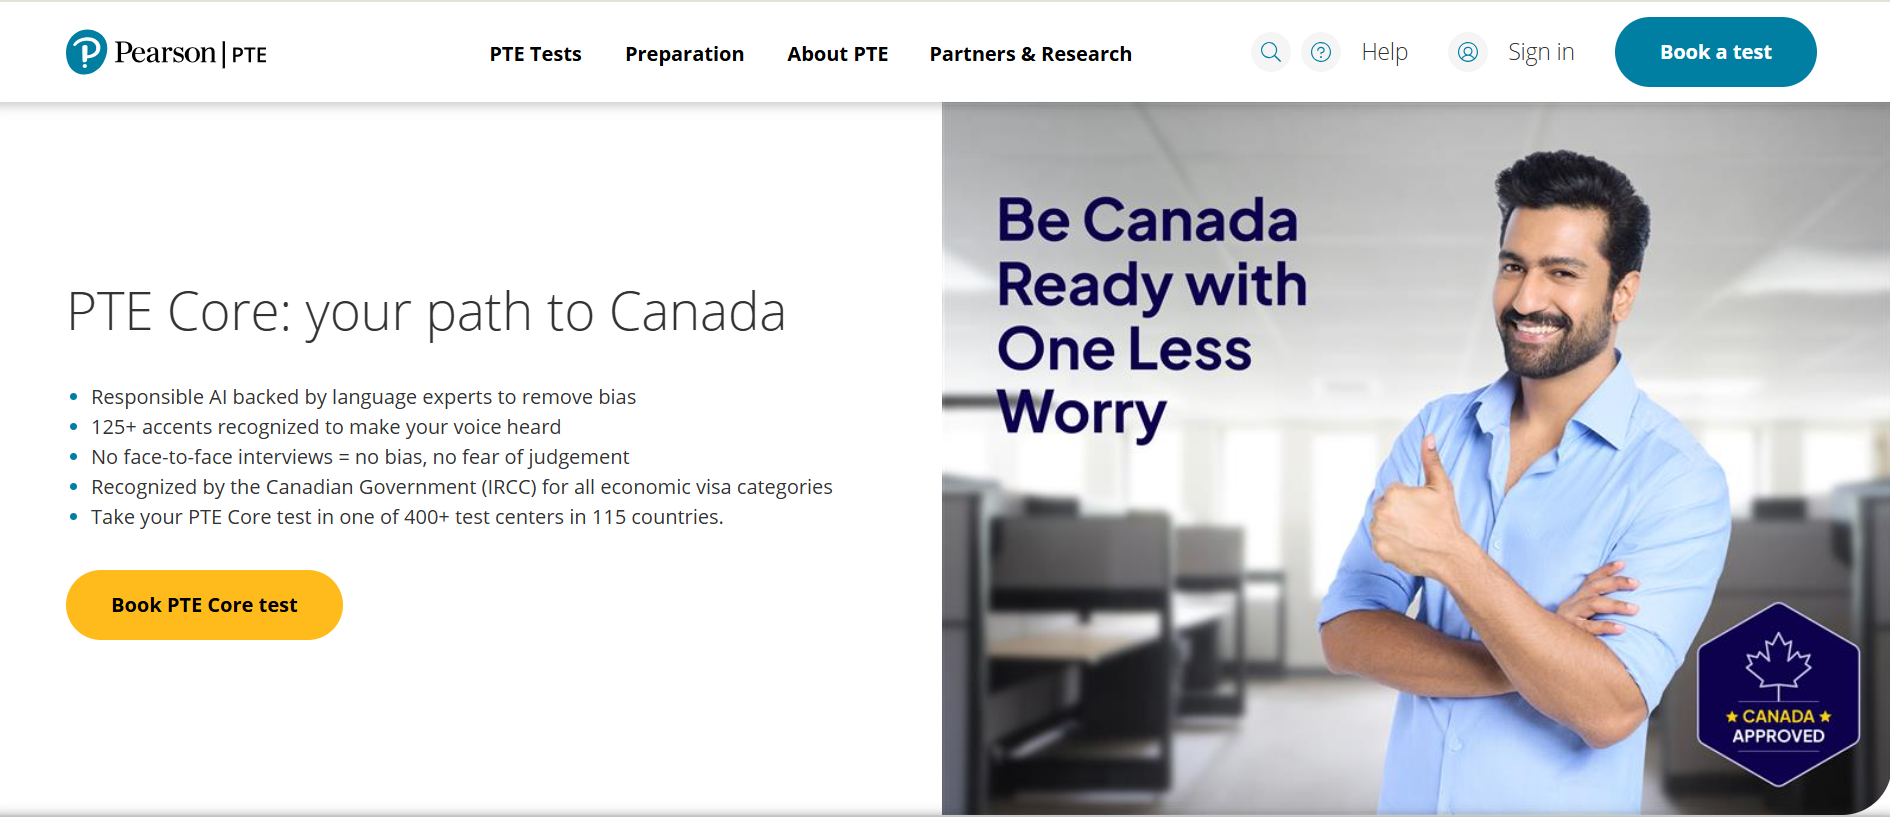 Pearson | PTE
PTE Tests
Preparation
About PTE
Partners & Research
Help
Sign in
Book a test
PTE Core: your path to Canada
Responsible AI backed by language experts to remove bias
125+ accents recognized to make your voice heard
No face-to-face interviews = no bias, no fear of judgement
Recognized by the Canadian Government (IRCC) for all economic visa categories
Take your PTE Core test in one of 400+ test centers in 115 countries.
Book PTE Core test
Be Canada
Ready with
One Less
Worry
★ CANADA ★
APPROVED